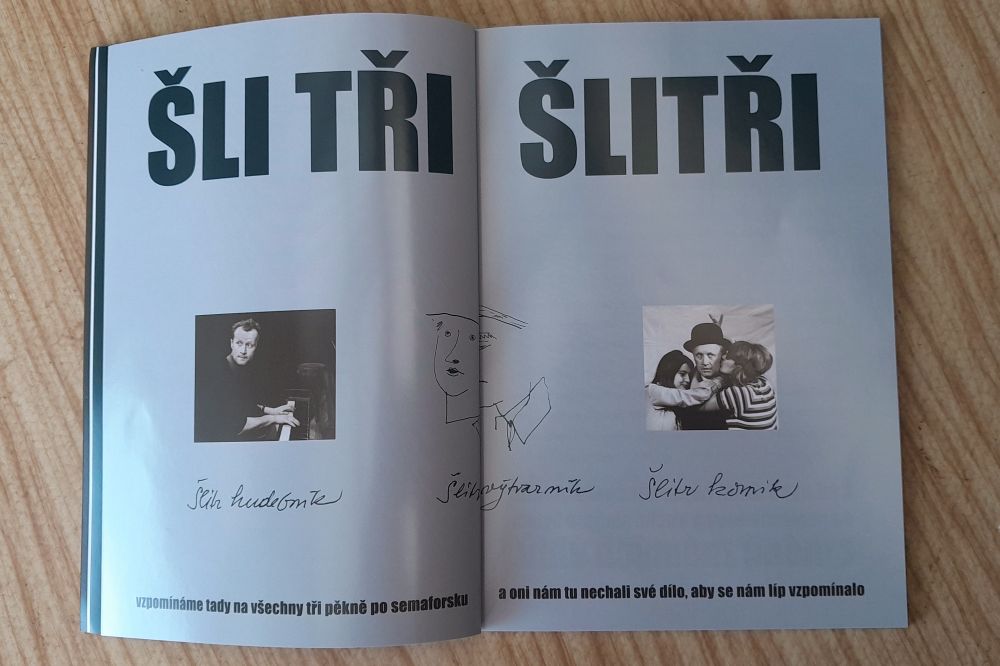 ŠLI TŘI ŠLITŘI
Šlitr hudebník
Šlitr výtvarník
Šlitr komik
vzpomínáme tady na všechny tři pěkně po semaforsku
a oni nám tu nechali své dílo, aby se nám líp vzpomínalo